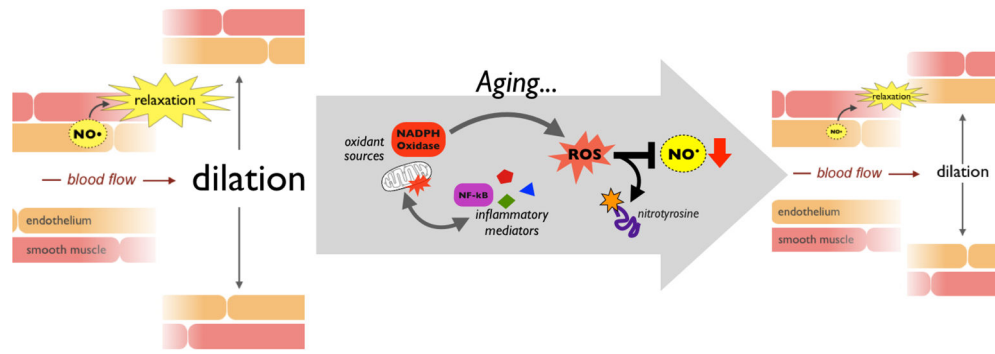 relaxation
NO•
blood flow
dilation
endothelium
smooth muscle
Aging...
oxidant
sources
NADPH
Oxidase
NF-kB
inflammatory
mediators
ROS
NO•
nitrotyrosine
relaxation
NO•
blood flow
dilation
endothelium
smooth muscle